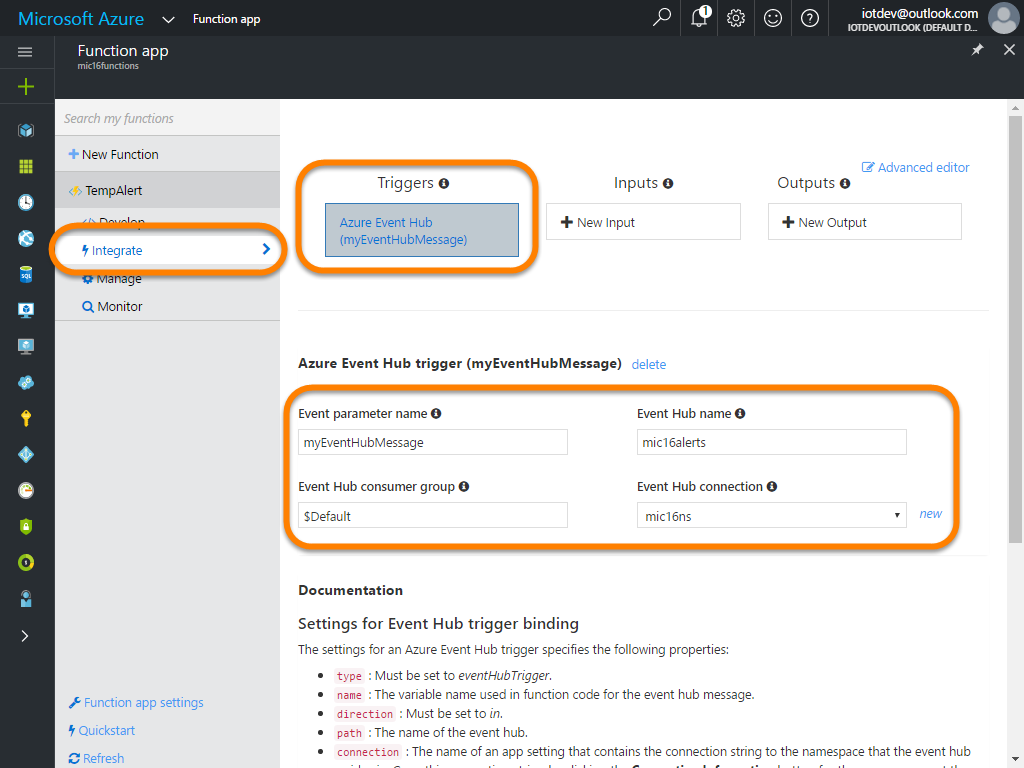 Microsoft Azure Function app 1 iotdev@outlook.com
IOTDEVOUTLOOK (DEFAULT D...
Function app
mic16functions
Search my functions
New Function
TempAlert
Develop
Integrate
Manage
Monitor
Function app settings
Quickstart
Refresh
Advanced editor
Triggers Inputs Outputs
Azure Event Hub
(myEventHubMessage)
New Input
New Output
Azure Event Hub trigger (myEventHubMessage) delete
Event parameter name Event Hub name
myEventHubMessage mic16alerts
Event Hub consumer group Event Hub connection
$Default mic16ns new
Documentation
Settings for Event Hub trigger binding
The settings for an Azure Event Hub trigger specifies the following properties:
• type : Must be set to eventHubTrigger.
• name : The variable name used in function code for the event hub message.
• direction : Must be set to in.
• path : The name of the event hub.
• connection : The name of an app setting that contains the connection string to the namespace that the event hub